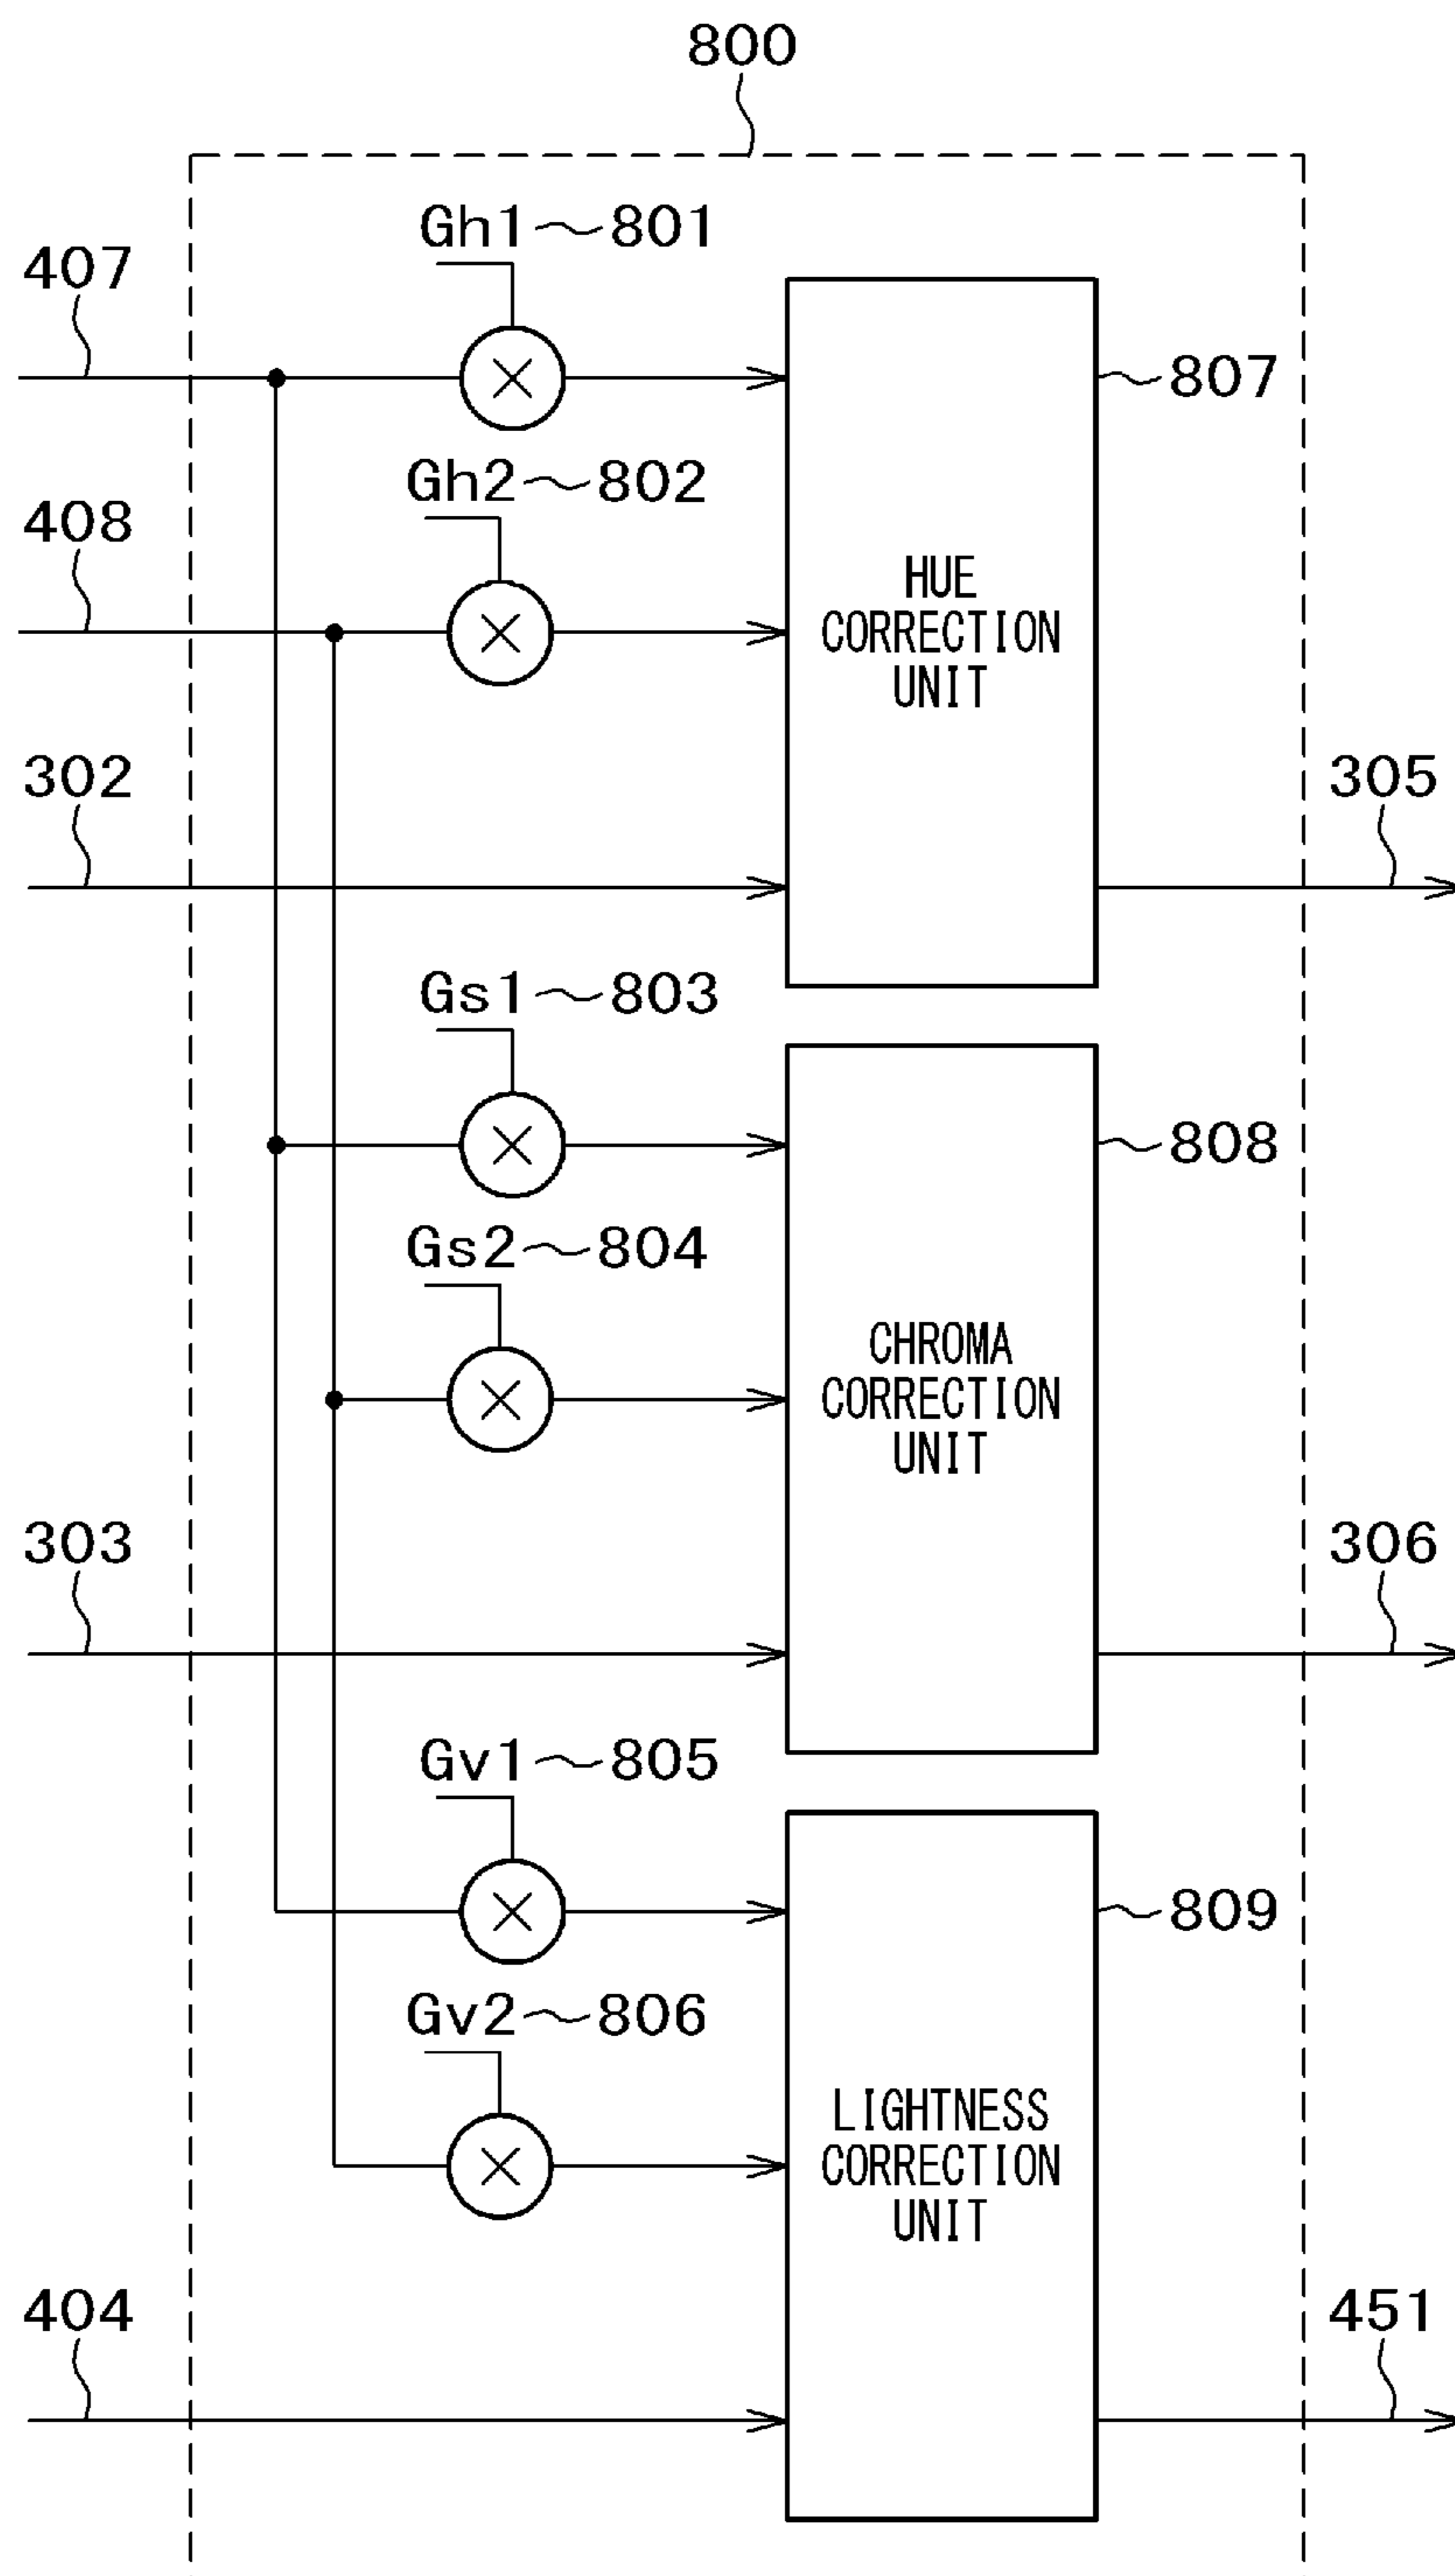 800
Gh1 801
407
807
Gh2 802
408
HUE
CORRECTION
UNIT
302
305
Gs1 803
808
Gs2 804
CHROMA
CORRECTION
UNIT
303
306
Gv1 805
809
Gv2 806
LIGHTNESS
CORRECTION
UNIT
404
451